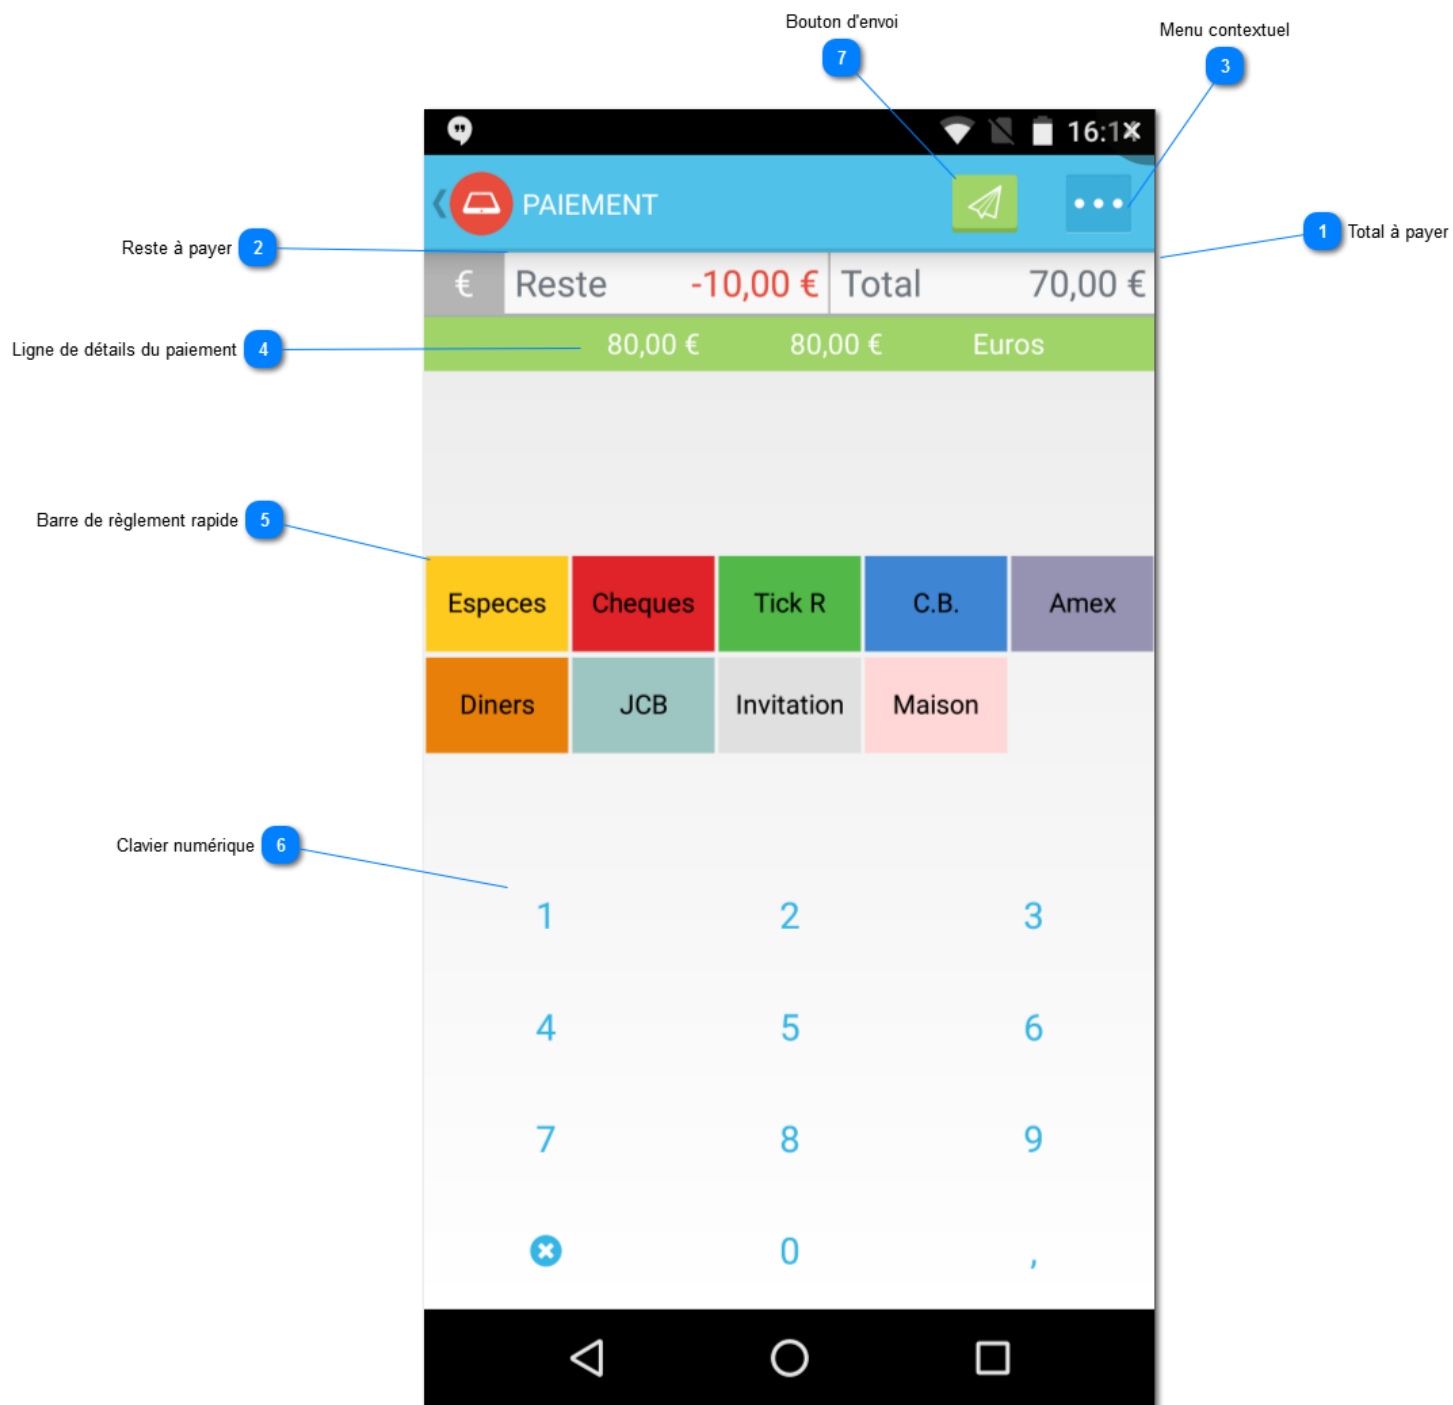 Bouton d'envoi
7
Menu contextuel
3
16:1
PAIEMENT
Reste à payer 2
1 Total à payer
€ Reste -10,00 € Total 70,00 €
Ligne de détails du paiement 4
80,00 € 80,00 € Euros
Barre de règlement rapide 5
Especes Cheques Tick R C.B. Amex
Diners JCB Invitation Maison
Clavier numérique 6
1 2 3
4 5 6
7 8 9
0 ,